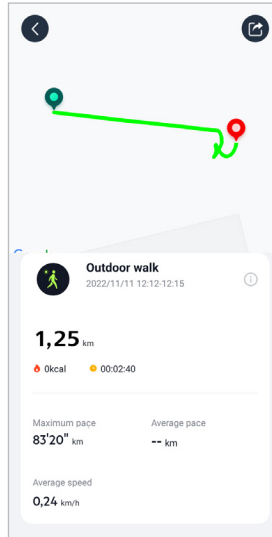 Outdoor walk
2022/11/11 12:12-12:15
1,25 km
0kcal 00:02:40
Maximum pace Average pace
83'20" km -- km
Average speed
0,24 km/h